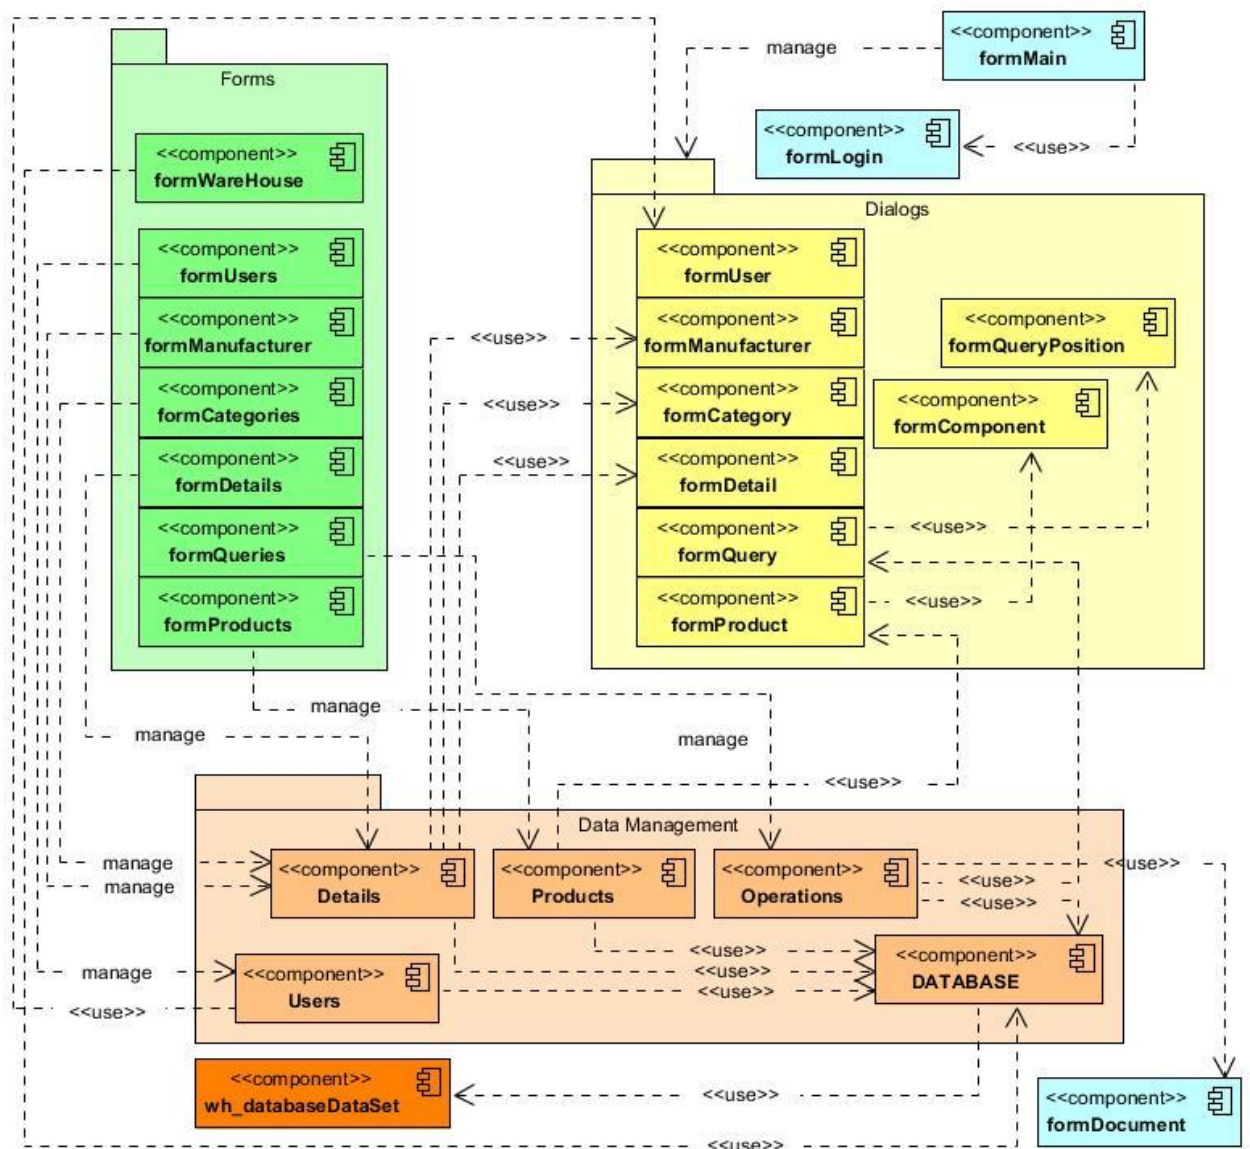 <<component>>
formMain
manage
Forms
<<component>>
formLogin
<<use>>
<<component>>
formWareHouse
Dialogs
<<component>>
formUsers
<<component>>
formManufacturer
<<component>>
formCategories
<<component>>
formDetails
<<component>>
formQueries
<<component>>
formProducts
<<use>>
<<use>>
<<use>>
<<component>>
formUser
<<component>>
formManufacturer
<<component>>
formCategory
<<component>>
formDetail
<<component>>
formQuery
<<component>>
formProduct
<<component>>
formQueryPosition
<<component>>
formComponent
<<use>>
<<use>>
manage
manage
manage
<<use>>
Data Management
manage
manage
<<component>>
Details
<<component>>
Products
<<component>>
Operations
<<use>>
<<use>>
<<use>>
<<use>>
<<use>>
<<use>>
<<component>>
DATABASE
manage
<<use>>
<<component>>
Users
<<component>>
wh_databaseDataSet
<<use>>
<<component>>
formDocument
<<use>>